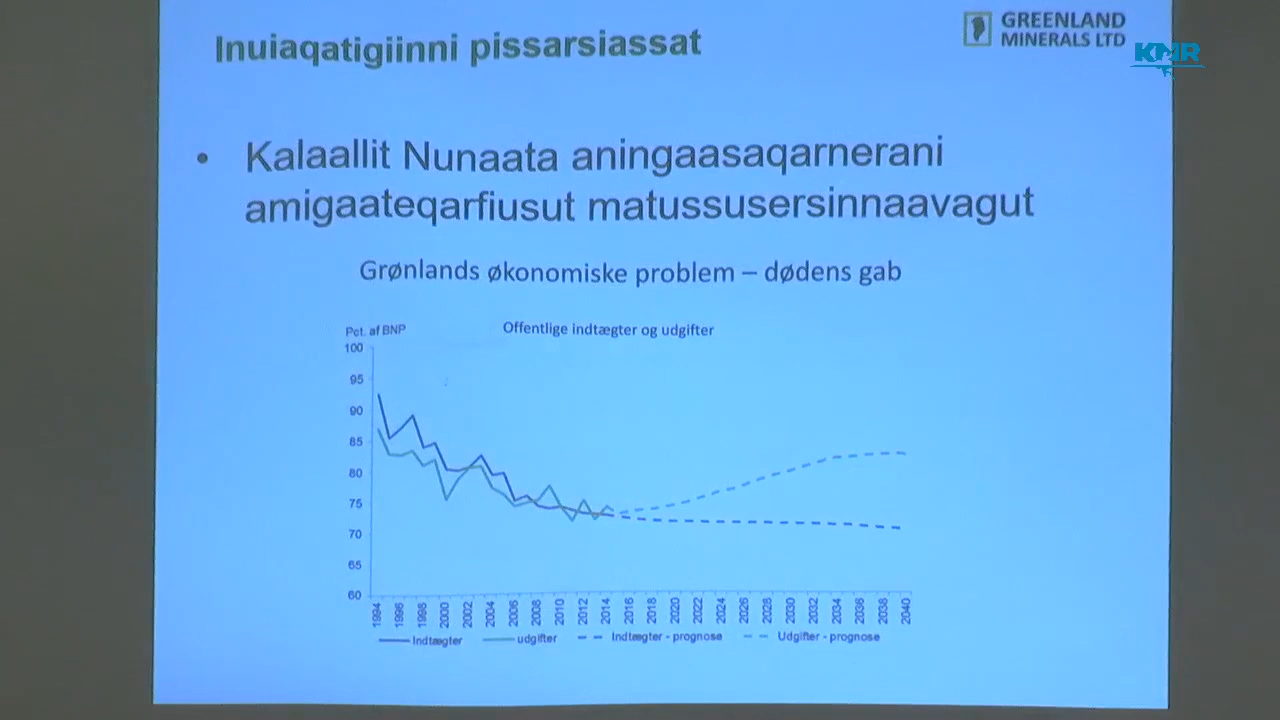 Inuiaqatigiinni pissarsiassat
GREENLAND
MINERALS LTD
KNR
• Kalaallit Nunaata aningaasaqarnerani
amigaateqarfiusut matussusersinnaavagut
Grønlands økonomiske problem – dødens gab
Pct. af BNP
Offentlige indtægter og udgifter
100
95
90
85
80
75
70
65
60
1994 1996 1998 2000 2002 2004 2006 2008 2010 2012 2014 2016 2018 2020 2022 2024 2026 2028 2030 2032 2034 2036 2038 2040
Indtægter udgifter Indtægter - prognose Udgifter - prognose